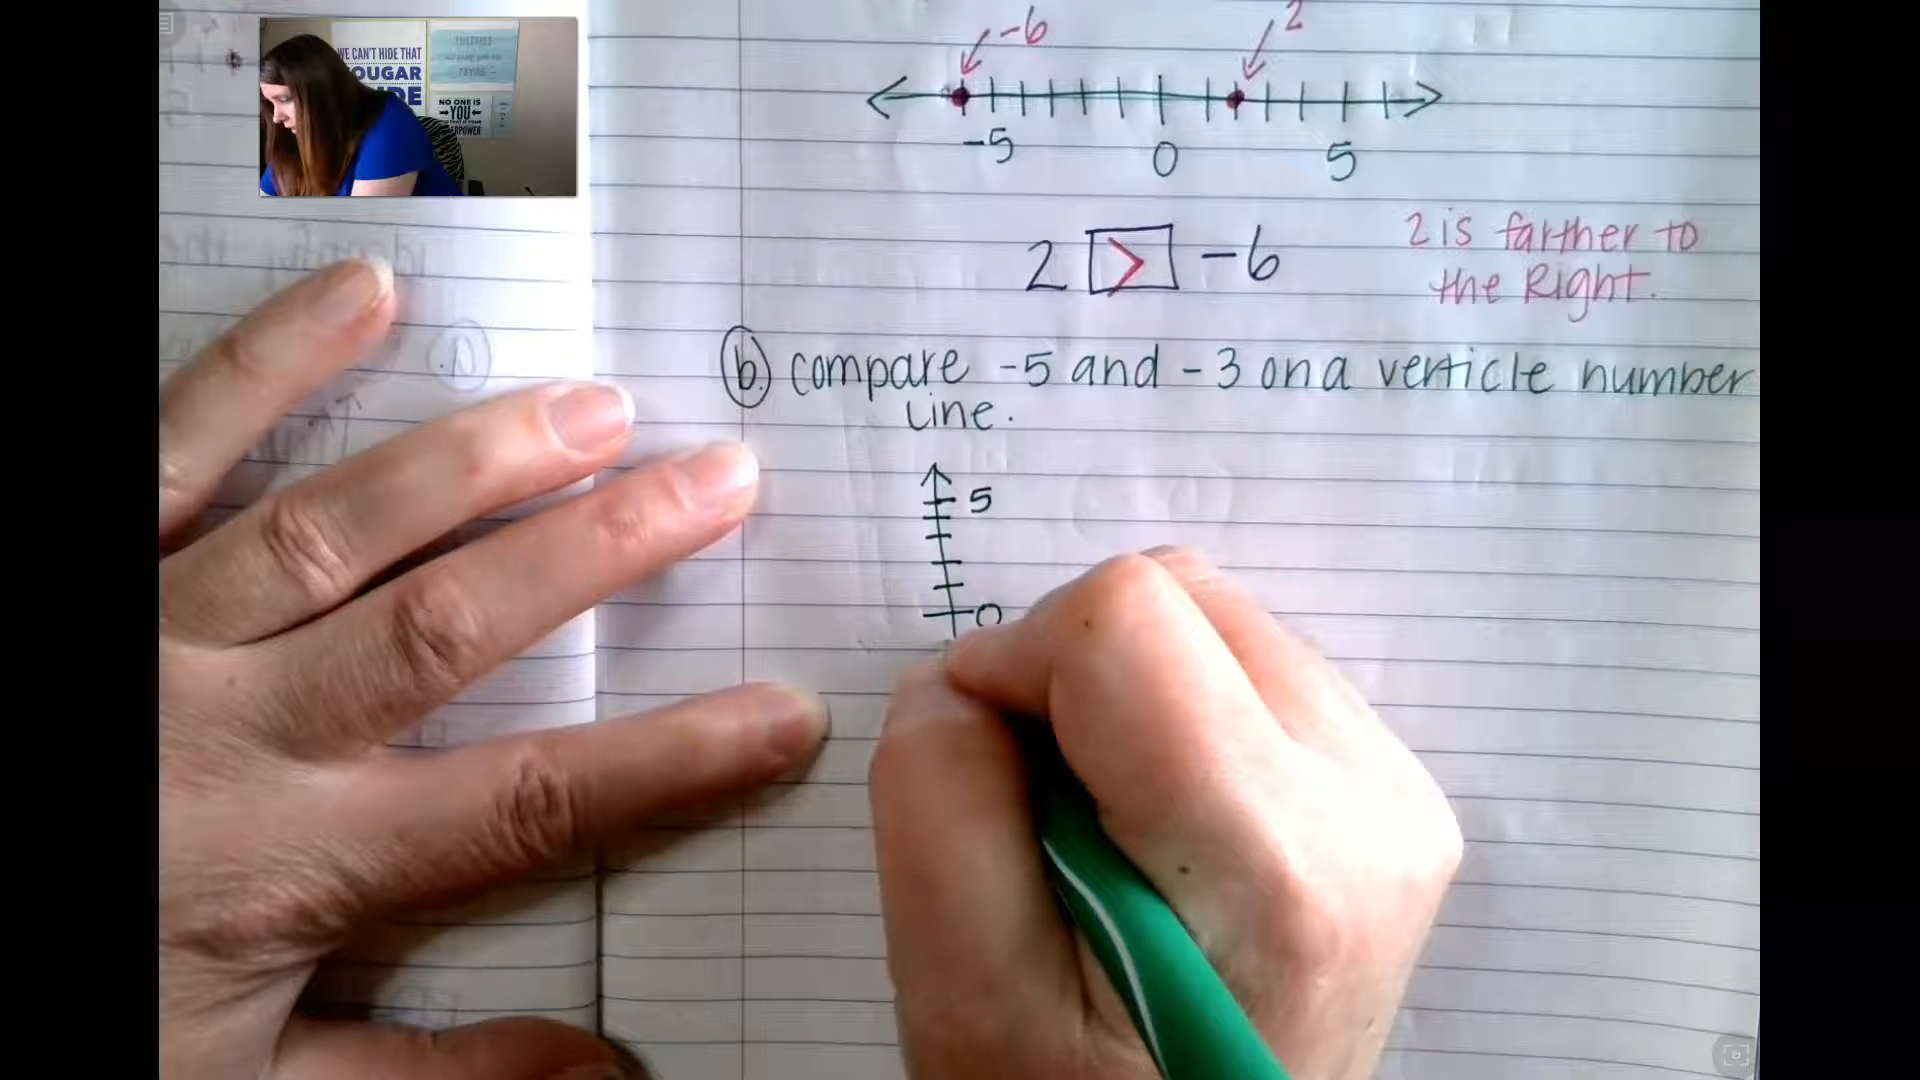 WE CAN'T HIDE THAT
COUGAR
NO ONE IS
YOU
-6 2
-5 0 5
2 > -6
2 is farther to
the Right.
b. compare -5 and -3 on a verticle number
line.
5
0